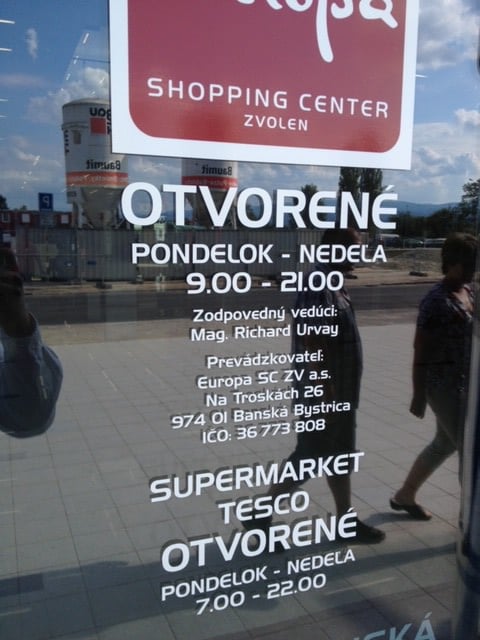 SHOPPING CENTER
ZVOLEN
OTVORENÉ
PONDELOK - NEDEĽA
9.00 - 21.00
Zodpovedný vedúci:
Mag. Richard Urvay
Prevádzkovateľ:
Europa SC ZV a.s.
Na Troskách 26
974 01 Banská Bystrica
IČO: 36 773 808
SUPERMARKET
TESCO
OTVORENÉ
PONDELOK - NEDEĽA
7.00 - 22.00
Baumit
Baumit
P